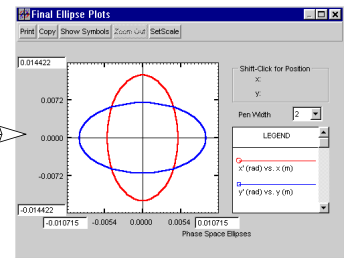 Final Ellipse Plots
Print Copy Show Symbols Zoom Out SetScale
0.014422
0.0072
0.0000
-0.0072
-0.014422
-0.010715 -0.0054 0.0000 0.0054 0.010715
Phase Space Ellipses
Shift-Click for Position
x:
y:
Pen Width 2
LEGEND
x' (rad) vs. x (m)
y' (rad) vs. y (m)